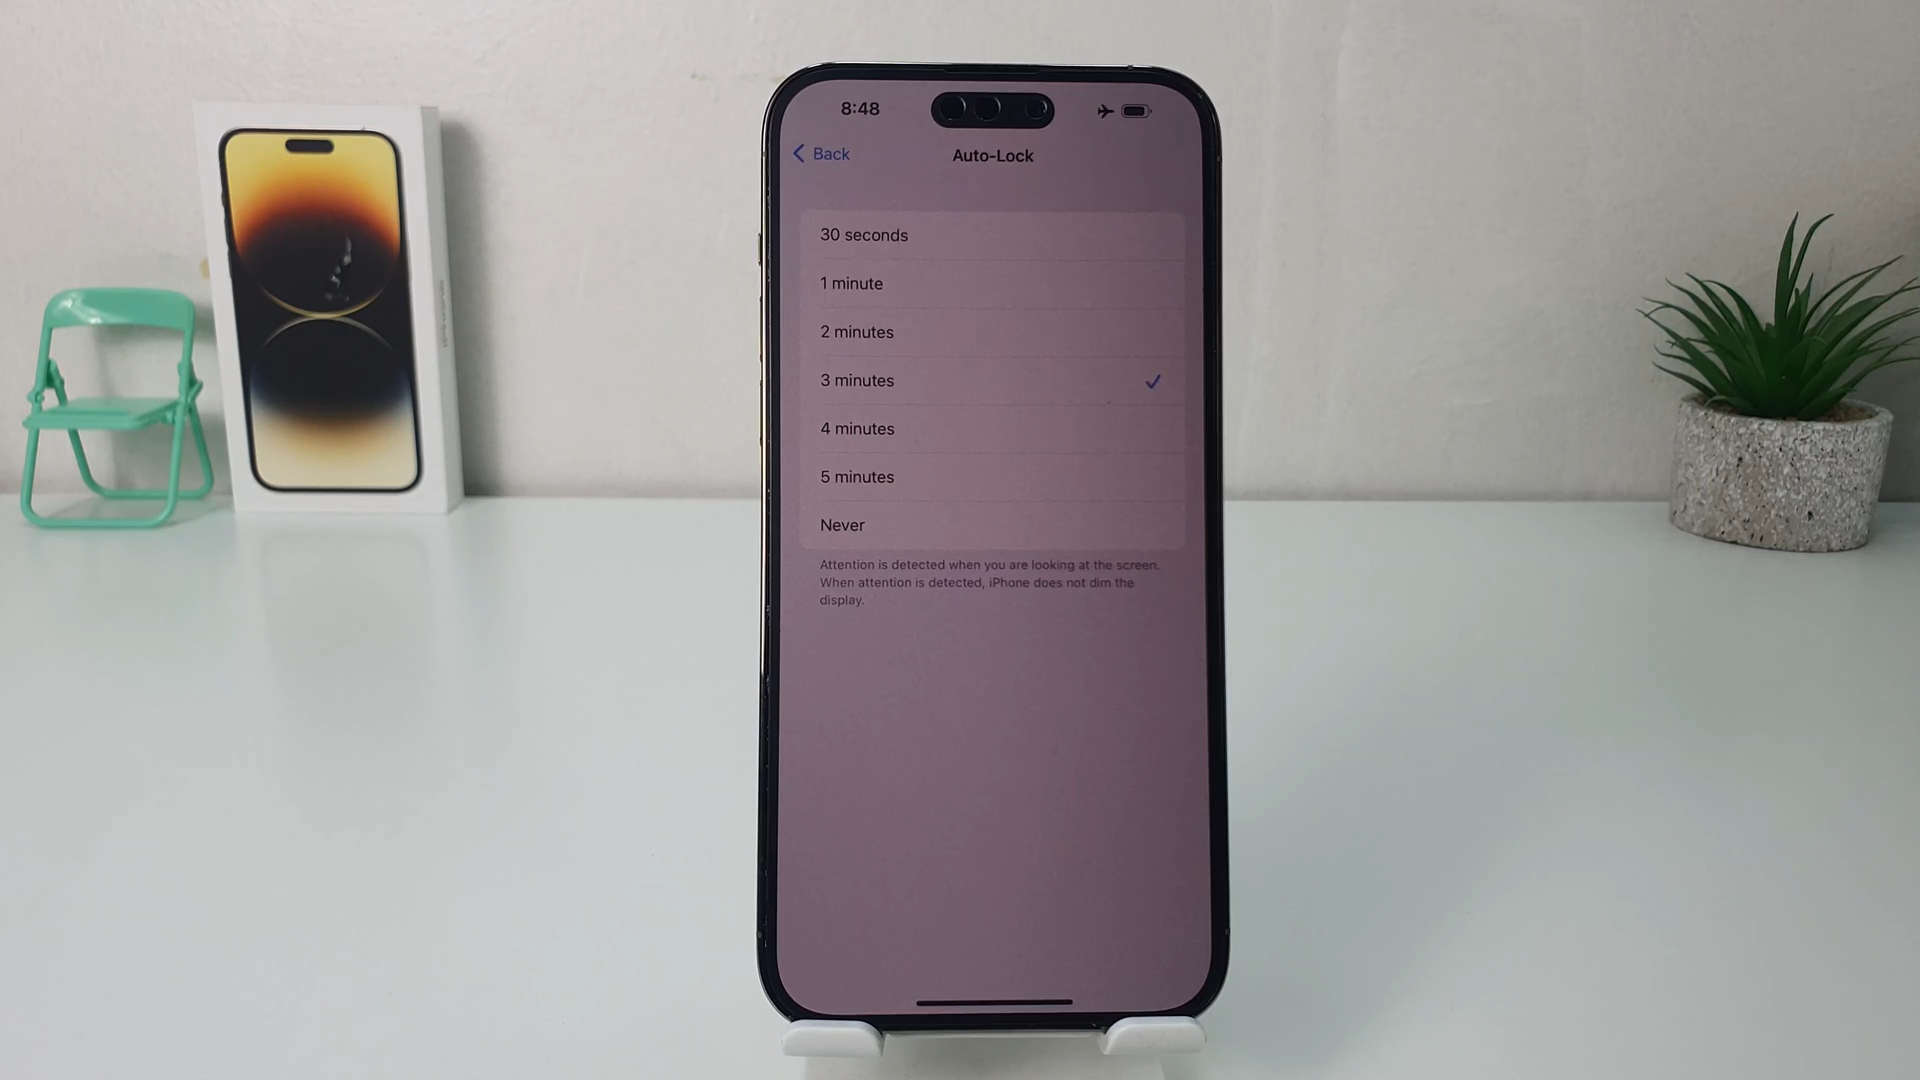 8:48
Back
Auto-Lock
30 seconds
1 minute
2 minutes
3 minutes
4 minutes
5 minutes
Never
Attention is detected when you are looking at the screen.
When attention is detected, iPhone does not dim the
display.